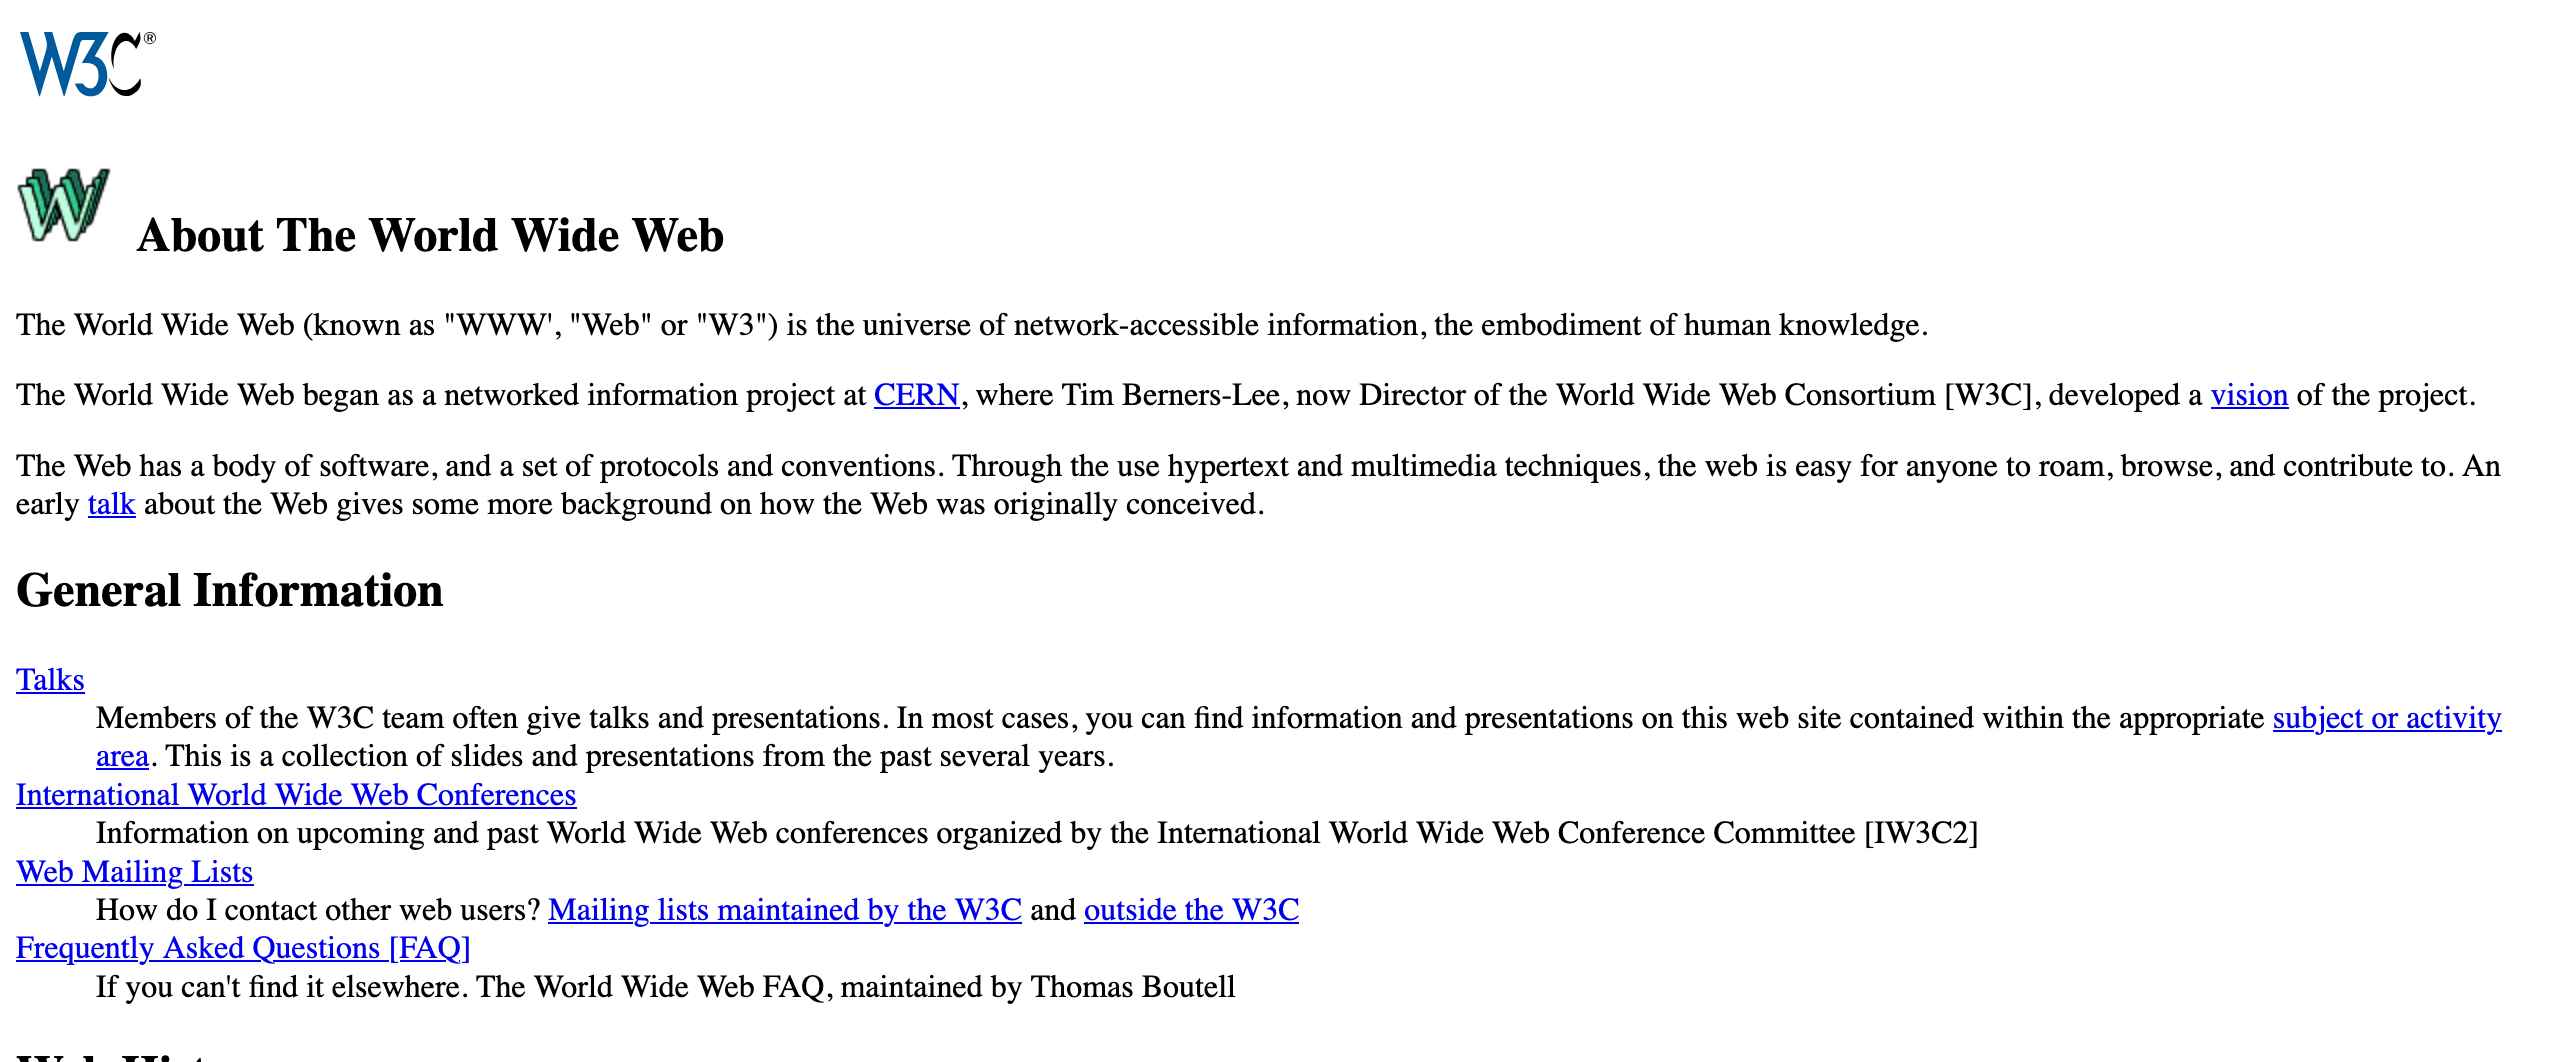 W3C®
W
About The World Wide Web
The World Wide Web (known as "WWW', "Web" or "W3") is the universe of network-accessible information, the embodiment of human knowledge.
The World Wide Web began as a networked information project at CERN, where Tim Berners-Lee, now Director of the World Wide Web Consortium [W3C], developed a vision of the project.
The Web has a body of software, and a set of protocols and conventions. Through the use hypertext and multimedia techniques, the web is easy for anyone to roam, browse, and contribute to. An
early talk about the Web gives some more background on how the Web was originally conceived.
General Information
Talks
Members of the W3C team often give talks and presentations. In most cases, you can find information and presentations on this web site contained within the appropriate subject or activity
area. This is a collection of slides and presentations from the past several years.
International World Wide Web Conferences
Information on upcoming and past World Wide Web conferences organized by the International World Wide Web Conference Committee [IW3C2]
Web Mailing Lists
How do I contact other web users? Mailing lists maintained by the W3C and outside the W3C
Frequently Asked Questions [FAQ]
If you can't find it elsewhere. The World Wide Web FAQ, maintained by Thomas Boutell